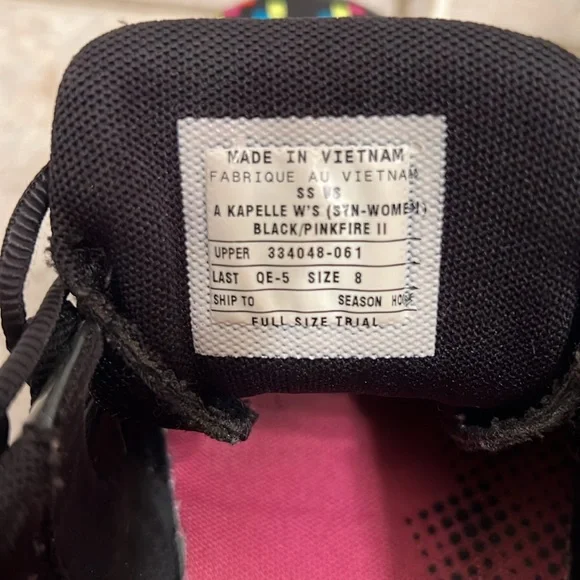 MADE IN VIETNAM
FABRIQUE AU VIETNAM
SS VS
A KAPELLE W'S (SYN-WOMEN)
BLACK/PINKFIRE II
UPPER 334048-061
LAST QE-5 SIZE 8
SHIP TO SEASON
FULL SIZE TRIAL